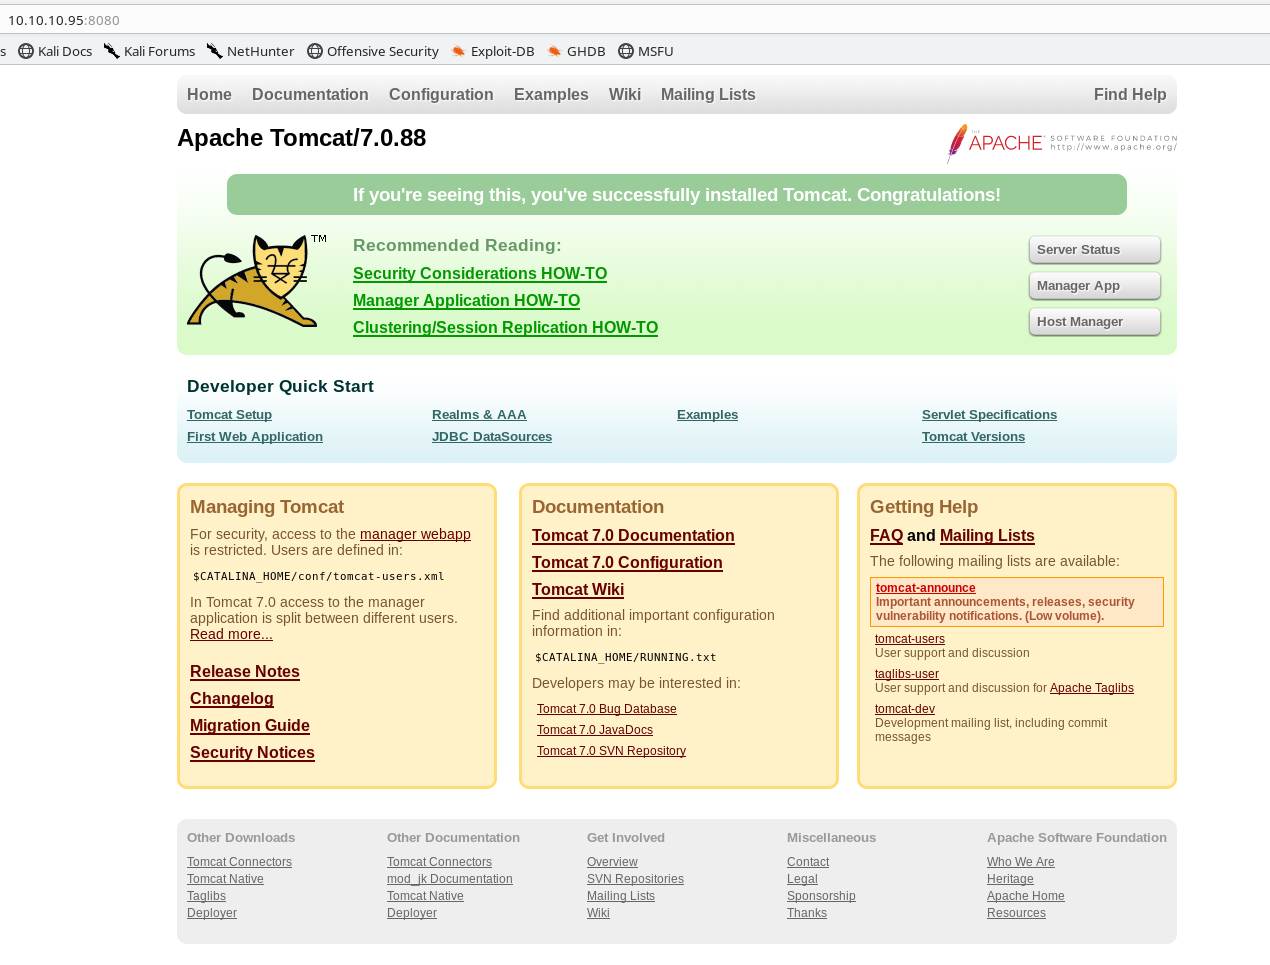 10.10.10.95:8080
s Kali Docs Kali Forums NetHunter Offensive Security Exploit-DB GHDB MSFU
Home Documentation Configuration Examples Wiki Mailing Lists Find Help
Apache Tomcat/7.0.88
THE APACHE SOFTWARE FOUNDATION
http://www.apache.org/
If you're seeing this, you've successfully installed Tomcat. Congratulations!
TM
Recommended Reading:
Security Considerations HOW-TO
Manager Application HOW-TO
Clustering/Session Replication HOW-TO
Server Status
Manager App
Host Manager
Developer Quick Start
Tomcat Setup
First Web Application
Realms & AAA
JDBC DataSources
Examples
Servlet Specifications
Tomcat Versions
Managing Tomcat
For security, access to the manager webapp
is restricted. Users are defined in:
$CATALINA_HOME/conf/tomcat-users.xml
In Tomcat 7.0 access to the manager
application is split between different users.
Read more...
Release Notes
Changelog
Migration Guide
Security Notices
Documentation
Tomcat 7.0 Documentation
Tomcat 7.0 Configuration
Tomcat Wiki
Find additional important configuration
information in:
$CATALINA_HOME/RUNNING.txt
Developers may be interested in:
Tomcat 7.0 Bug Database
Tomcat 7.0 JavaDocs
Tomcat 7.0 SVN Repository
Getting Help
FAQ and Mailing Lists
The following mailing lists are available:
tomcat-announce
Important announcements, releases, security
vulnerability notifications. (Low volume).
tomcat-users
User support and discussion
taglibs-user
User support and discussion for Apache Taglibs
tomcat-dev
Development mailing list, including commit
messages
Other Downloads
Tomcat Connectors
Tomcat Native
Taglibs
Deployer
Other Documentation
Tomcat Connectors
mod_jk Documentation
Tomcat Native
Deployer
Get Involved
Overview
SVN Repositories
Mailing Lists
Wiki
Miscellaneous
Contact
Legal
Sponsorship
Thanks
Apache Software Foundation
Who We Are
Heritage
Apache Home
Resources